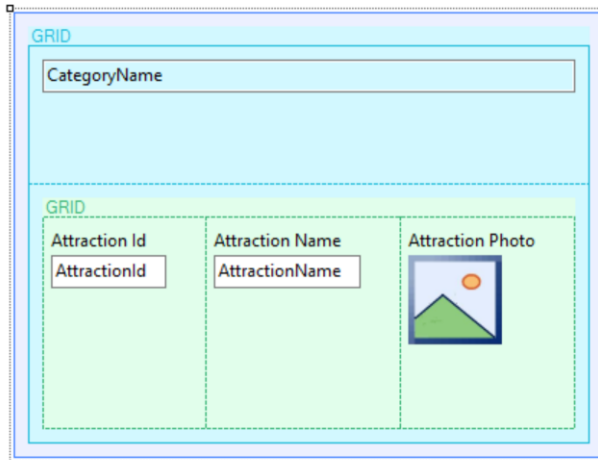 GRID
CategoryName
GRID
Attraction Id
Attraction Name
Attraction Photo
AttractionId
AttractionName